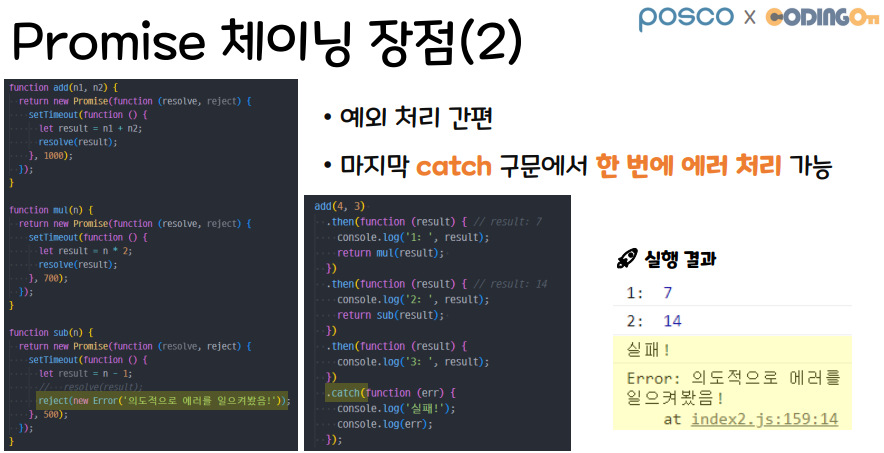 posco x CODINGOn
Promise 체이닝 장점(2)
function add(n1, n2) {
return new Promise(function (resolve, reject) {
setTimeout(function () {
let result = n1 + n2;
resolve(result);
}, 1000);
});
}
function mul(n) {
return new Promise(function (resolve, reject) {
setTimeout(function () {
let result = n * 2;
resolve(result);
}, 700);
});
}
function sub(n) {
return new Promise(function (resolve, reject) {
setTimeout(function () {
let result = n - 1;
// resolve(result);
reject(new Error('의도적으로 에러를 일으켜봤음!'));
}, 500);
});
}
• 예외 처리 간편
• 마지막 catch 구문에서 한 번에 에러 처리 가능
add(4, 3)
.then(function (result) { // result: 7
console.log('1: ', result);
return mul(result);
})
.then(function (result) { // result: 14
console.log('2: ', result);
return sub(result);
})
.then(function (result) {
console.log('3: ', result);
})
.catch(function (err) {
console.log('실패!');
console.log(err);
});
실행 결과
1: 7
2: 14
실패!
Error: 의도적으로 에러를
일으켜봤음!
at index2.js:159:14